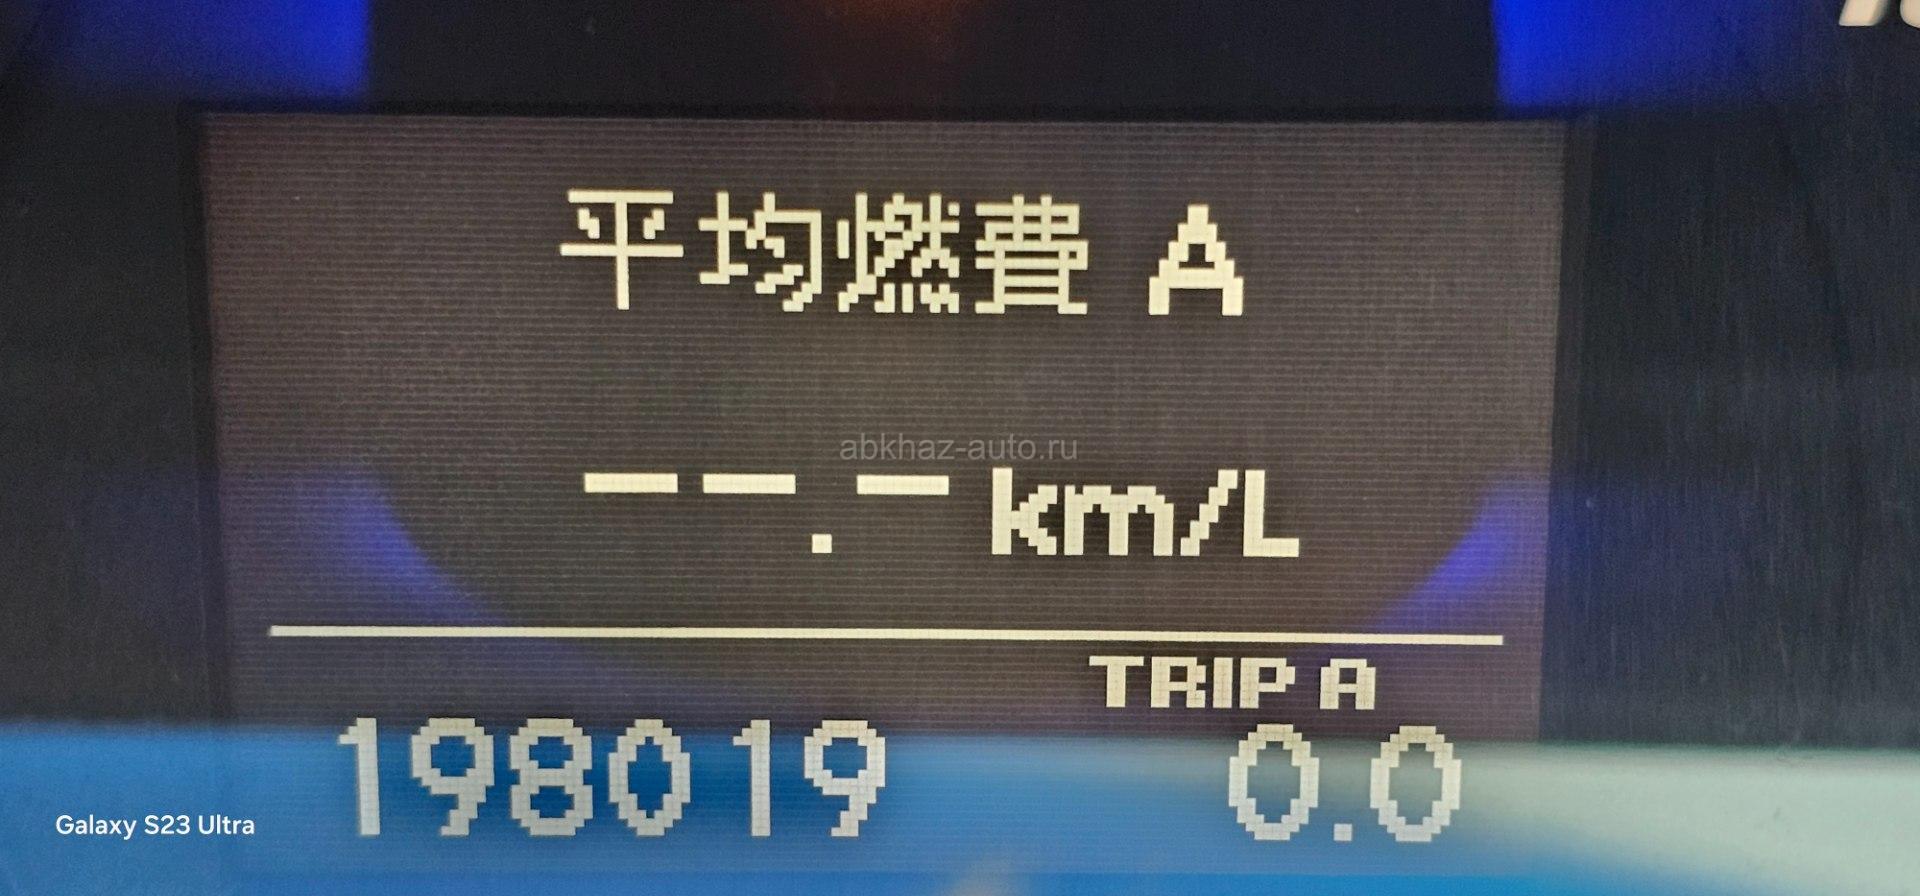 平均燃費 A
abkhaz-auto.ru
--.- km/L
TRIP A
198019 0.0
Galaxy S23 Ultra